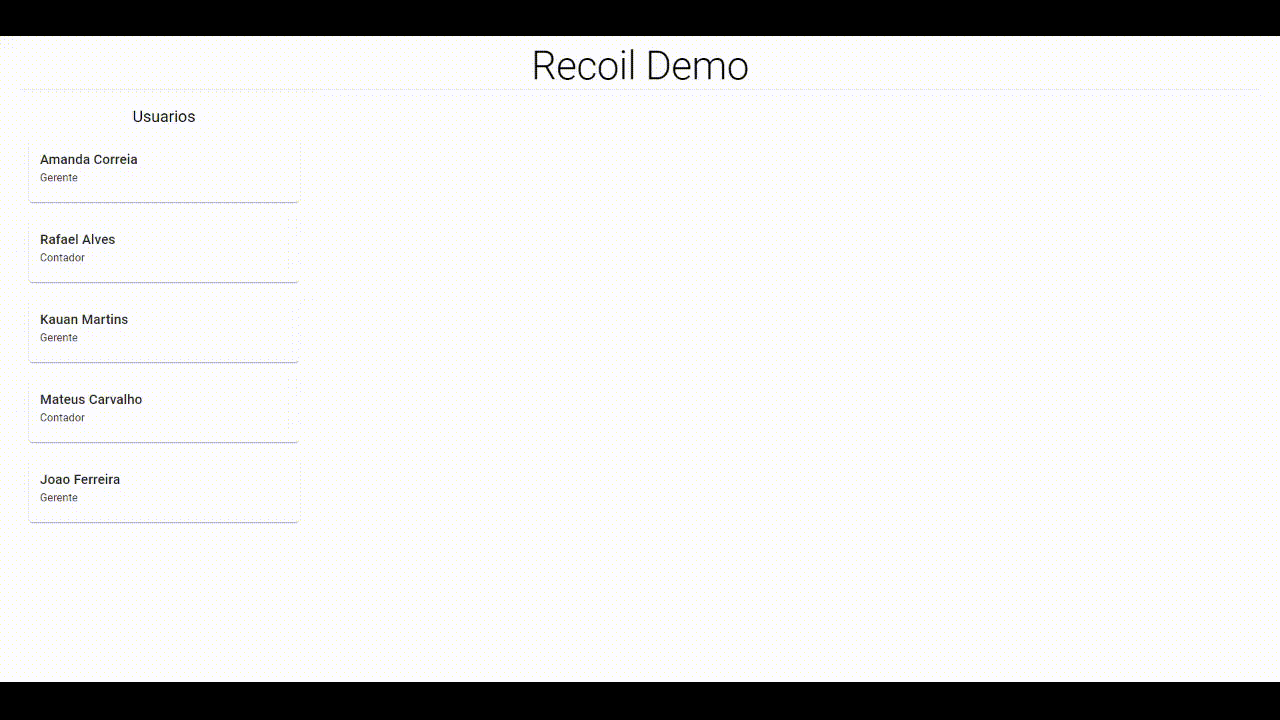 Recoil Demo
Usuarios
Amanda Correia
Gerente
Rafael Alves
Contador
Kauan Martins
Gerente
Mateus Carvalho
Contador
Joao Ferreira
Gerente